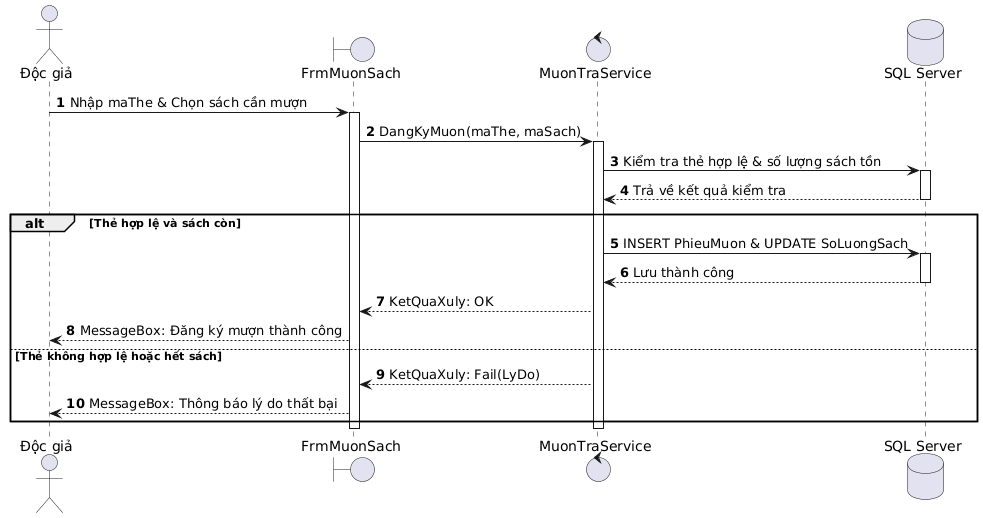 Độc giả
FrmMuonSach
MuonTraService
SQL Server
1 Nhập maThe & Chọn sách cần mượn
2 DangKyMuon(maThe, maSach)
3 Kiểm tra thẻ hợp lệ & số lượng sách tồn
4 Trả về kết quả kiểm tra
alt [Thẻ hợp lệ và sách còn]
5 INSERT PhieuMuon & UPDATE SoLuongSach
6 Lưu thành công
7 KetQuaXuly: OK
8 MessageBox: Đăng ký mượn thành công
[Thẻ không hợp lệ hoặc hết sách]
9 KetQuaXuly: Fail(LyDo)
10 MessageBox: Thông báo lý do thất bại
Độc giả
FrmMuonSach
MuonTraService
SQL Server